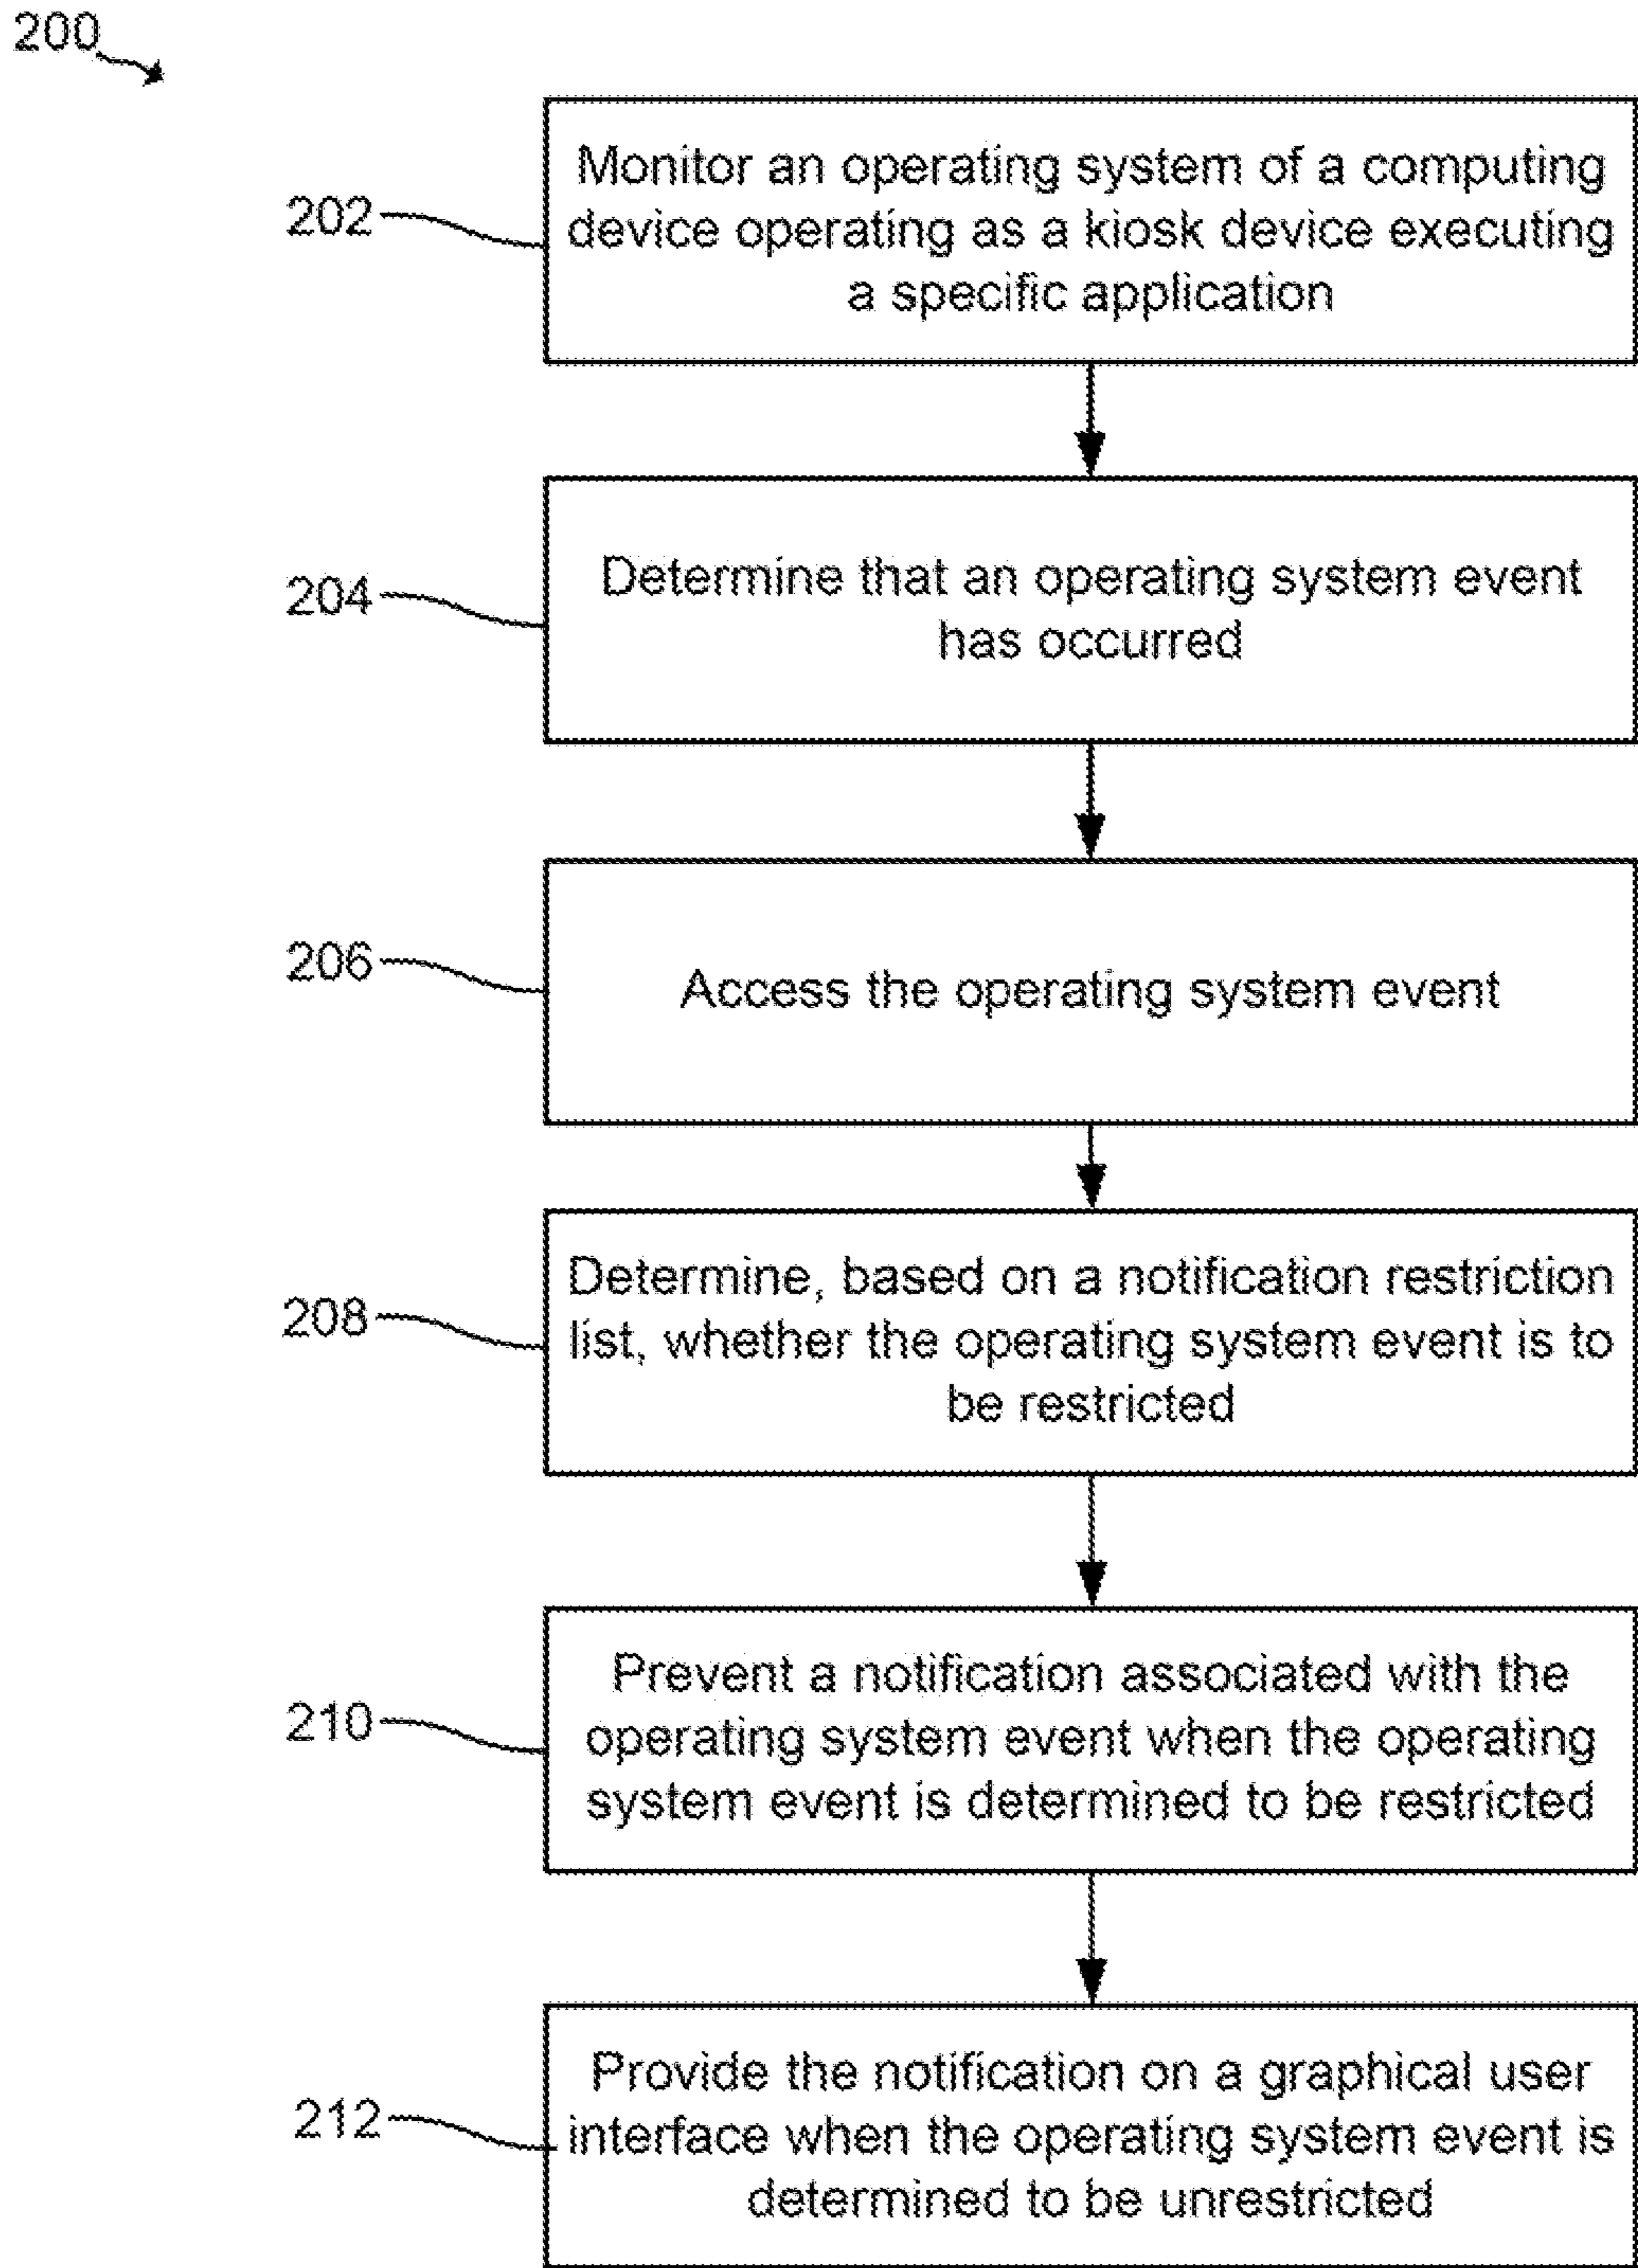 200
202
Monitor an operating system of a computing
device operating as a kiosk device executing
a specific application
204
Determine that an operating system event
has occurred
206
Access the operating system event
208
Determine, based on a notification restriction
list, whether the operating system event is to
be restricted
210
Prevent a notification associated with the
operating system event when the operating
system event is determined to be restricted
212
Provide the notification on a graphical user
interface when the operating system event is
determined to be unrestricted